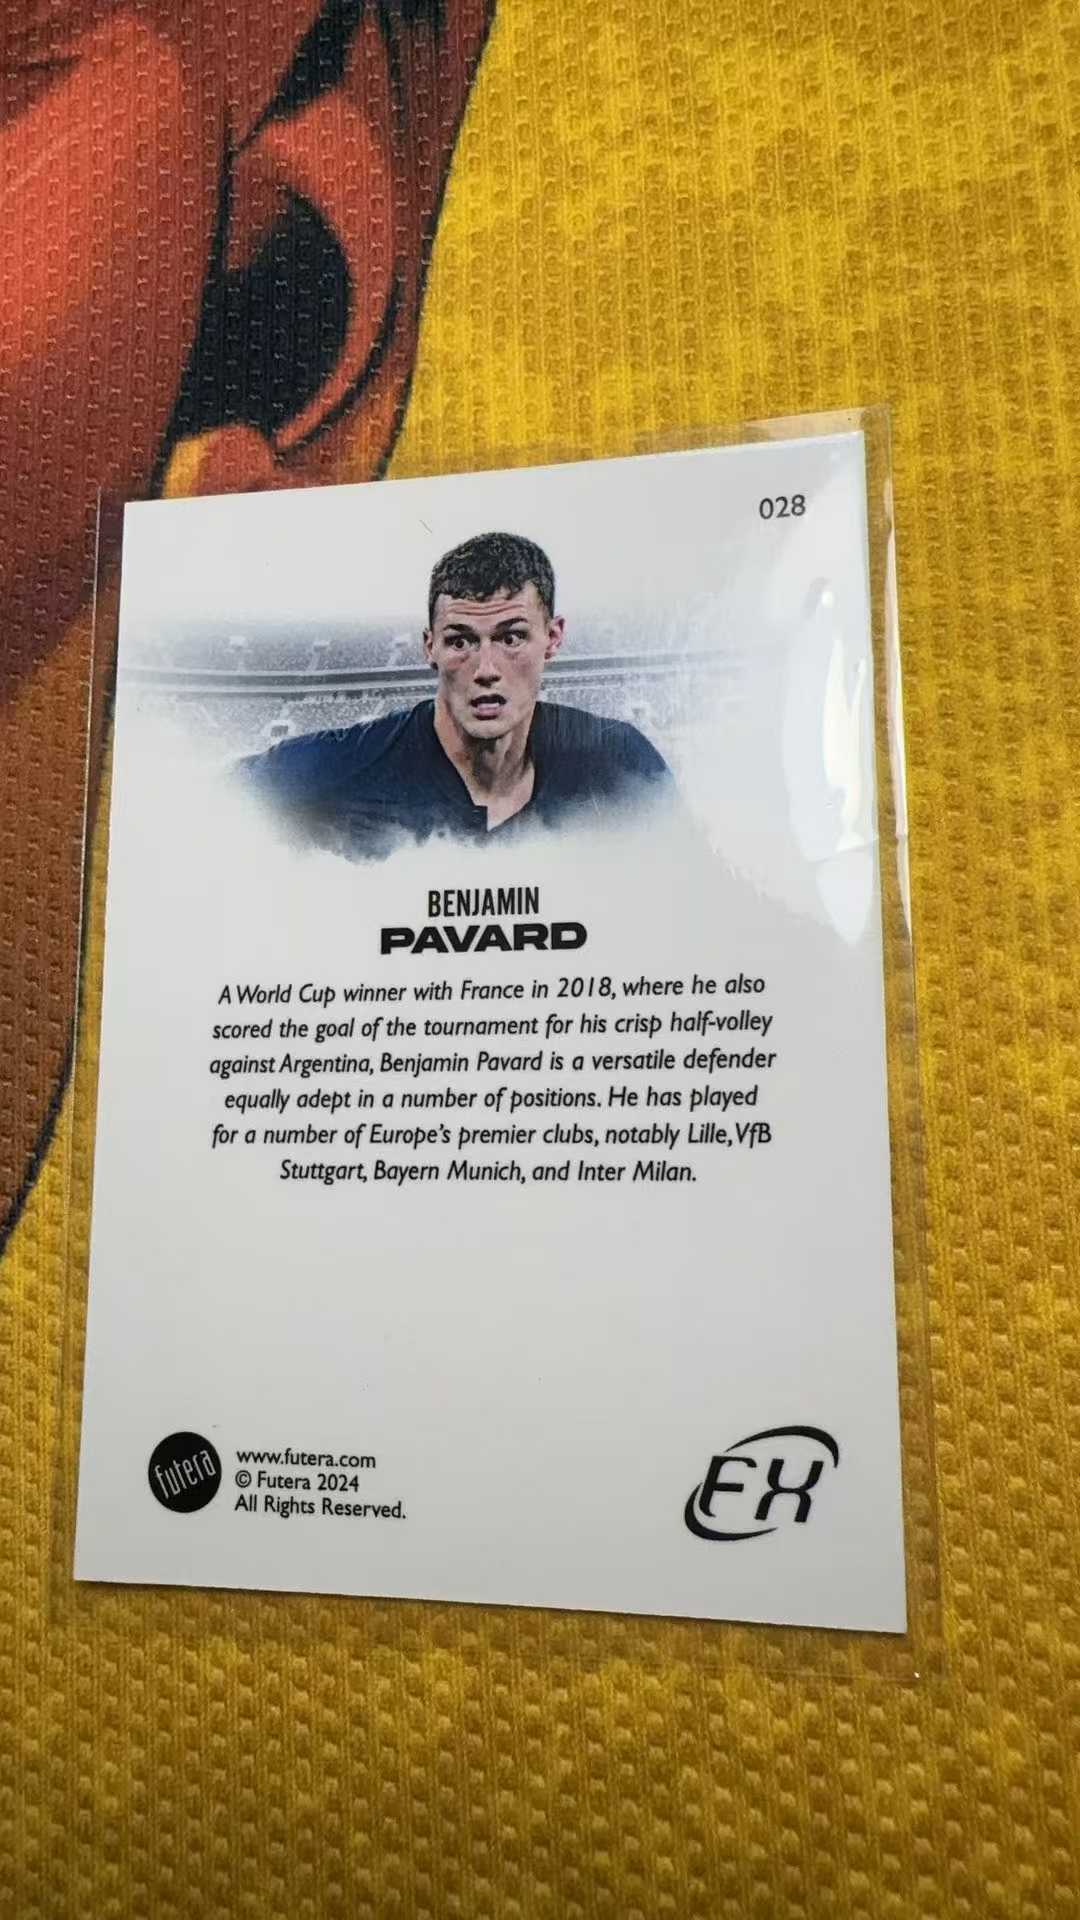 028
BENJAMIN
PAVARD
A World Cup winner with France in 2018, where he also
scored the goal of the tournament for his crisp half-volley
against Argentina, Benjamin Pavard is a versatile defender
equally adept in a number of positions. He has played
for a number of Europe's premier clubs, notably Lille, VfB
Stuttgart, Bayern Munich, and Inter Milan.
futera
www.futera.com
© Futera 2024
All Rights Reserved.
FX